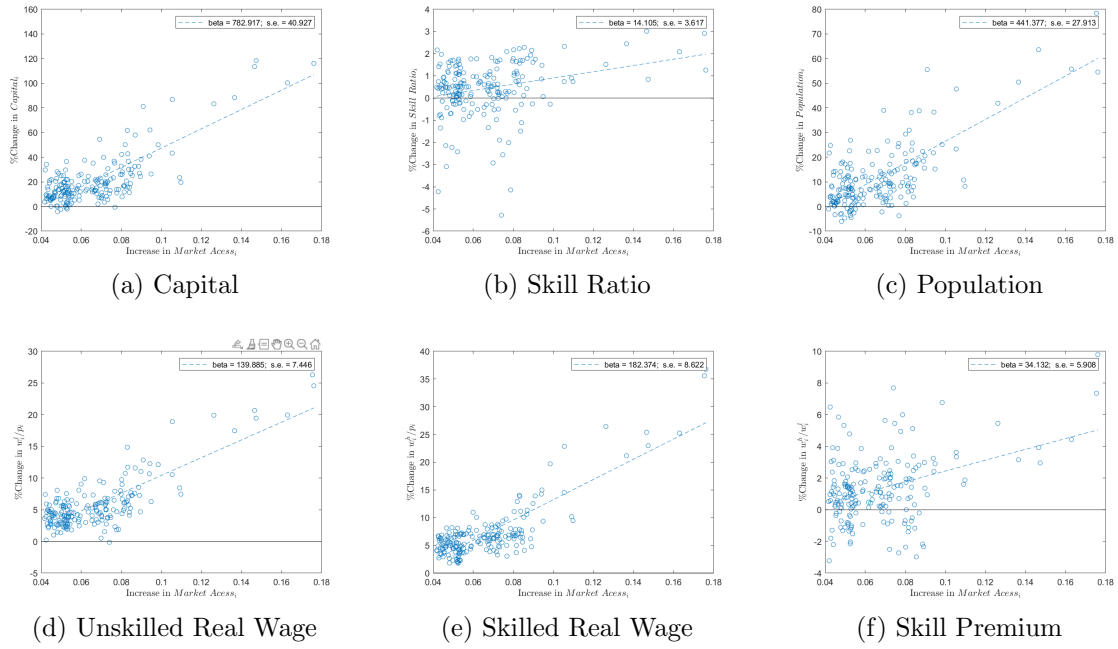 160
140
120
100
80
60
40
20
0
-20
%Change in Capital_i
beta = 782.917; s.e. = 40.927
0.04 0.06 0.08 0.1 0.12 0.14 0.16 0.18
Increase in Market Acess_i
(a) Capital
4
3
2
1
0
-1
-2
-3
-4
-5
-6
%Change in Skill Ratio_i
beta = 14.105; s.e. = 3.617
0.04 0.06 0.08 0.1 0.12 0.14 0.16 0.18
Increase in Market Acess_i
(b) Skill Ratio
80
70
60
50
40
30
20
10
0
-10
%Change in Population_i
beta = 441.377; s.e. = 27.913
0.04 0.06 0.08 0.1 0.12 0.14 0.16 0.18
Increase in Market Acess_i
(c) Population
30
25
20
15
10
5
0
-5
%Change in w_i^l/p_i
beta = 139.885; s.e. = 7.446
0.04 0.06 0.08 0.1 0.12 0.14 0.16 0.18
Increase in Market Acess_i
(d) Unskilled Real Wage
40
35
30
25
20
15
10
5
0
%Change in w_i^h/p_i
beta = 182.374; s.e. = 8.622
0.04 0.06 0.08 0.1 0.12 0.14 0.16 0.18
Increase in Market Acess_i
(e) Skilled Real Wage
10
8
6
4
2
0
-2
-4
%Change in w_i^h/w_i^l
beta = 34.132; s.e. = 5.908
0.04 0.06 0.08 0.1 0.12 0.14 0.16 0.18
Increase in Market Acess_i
(f) Skill Premium